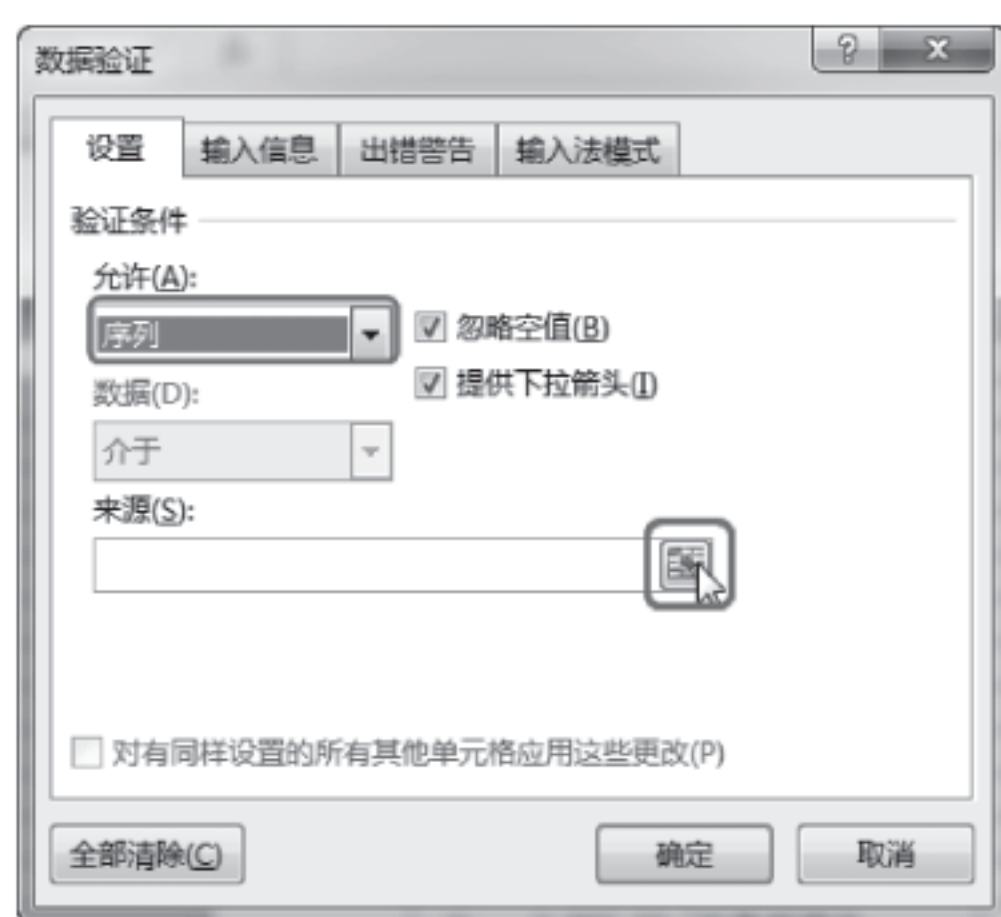 数据验证
设置 输入信息 出错警告 输入法模式
验证条件
允许(A):
序列 忽略空值(B)
数据(D): 提供下拉箭头(I)
介于
来源(S):
对有同样设置的所有其他单元格应用这些更改(P)
全部清除(C) 确定 取消